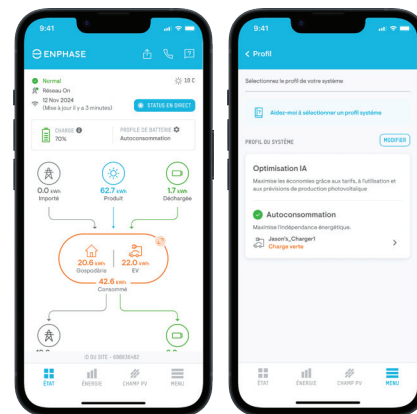 9:41
ENPHASE
Normal
10 C
Réseau On
12 Nov 2024
(Mise à jour il y a 3 minutes)
STATUS EN DIRECT
CHARGE
70%
PROFILE DE BATTERIE
Autoconsommation
0.0 kWh
Importé
62.7 kWh
Produit
1.7 kWh
Déchargée
20.6 kWh
Gospodărie
22.0 kWh
EV
42.6 kWh
Consommé
ÉTAT
ÉNERGIE
CHAMP PV
MENU
9:41
Profil
Sélectionnez le profil de votre système
Aidez-moi à sélectionner un profil système
PROFIL DU SYSTÈME
MODIFIER
Optimisation IA
Maximise les économies grâce aux tarifs, à l'utilisation et
aux prévisions de production photovoltaïque
Autoconsommation
Maximise l'indépendance énergétique.
Jason's_Charger1
Charge verte
ÉTAT
ÉNERGIE
CHAMP PV
MENU